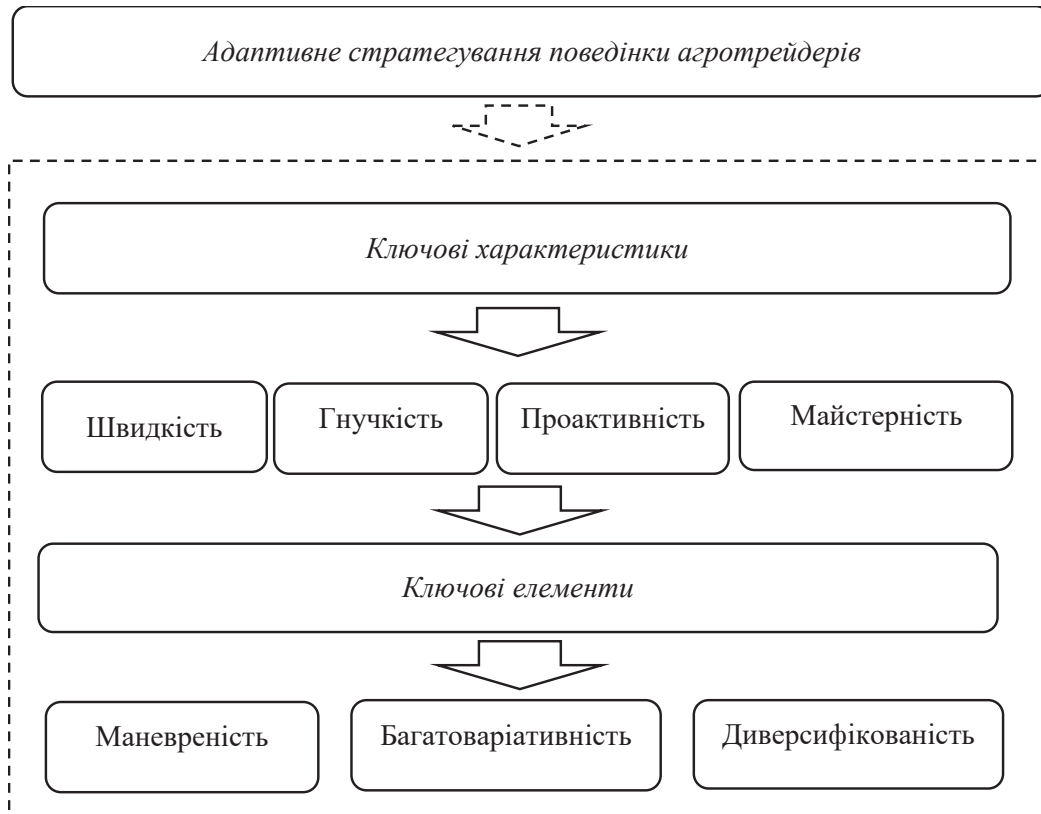 Адаптивне стратегування поведінки агротрейдерів
Ключові характеристики
Швидкість
Гнучкість
Проактивність
Майстерність
Ключові елементи
Маневреність
Багатоваріативність
Диверсифікованість